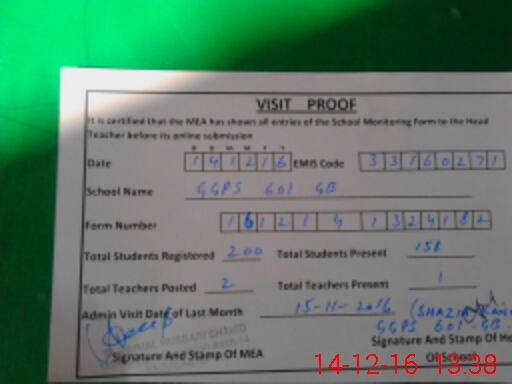 VISIT PROOF
It is certified that the MEA has shown all entries of the School Monitoring Form to the Head
Teacher before its online submission
D D M M Y Y
Date 1 4 1 2 1 6 EMIS Code 3 3 1 6 0 2 7 1
School Name GGPS 601 GB
Form Number 1 6 1 2 1 4 1 3 2 4 1 8 2
Total Students Registered 200 Total Students Present 158
Total Teachers Posted 2 Total Teachers Present 1
Admin Visit Date of Last Month 15-11-2016 (SHAZIA
GGPS 601 GB
Signature And Stamp Of MEA
Signature And Stamp Of He
Of School
14-12-16 13:38